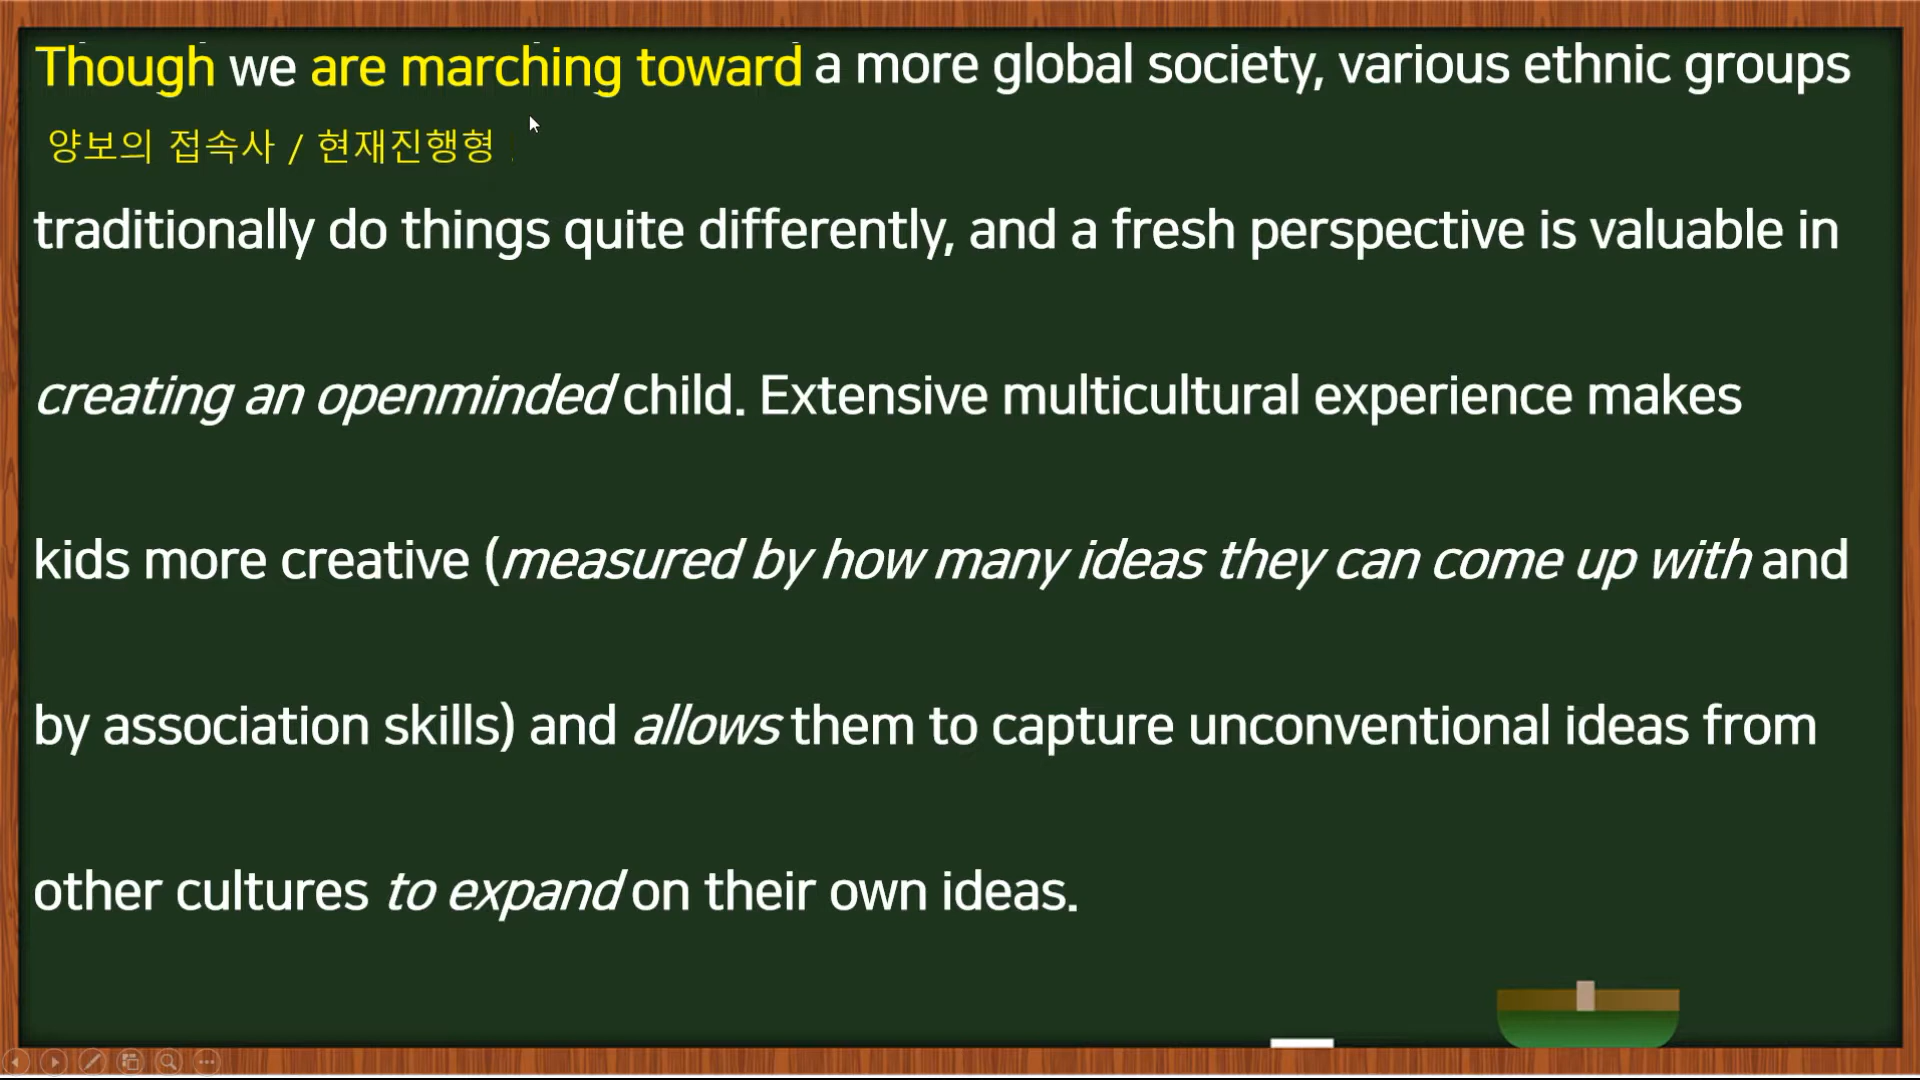 Though we are marching toward a more global society, various ethnic groups
양보의 접속사 / 현재진행형
traditionally do things quite differently, and a fresh perspective is valuable in
creating an openminded child. Extensive multicultural experience makes
kids more creative (measured by how many ideas they can come up with and
by association skills) and allows them to capture unconventional ideas from
other cultures to expand on their own ideas.